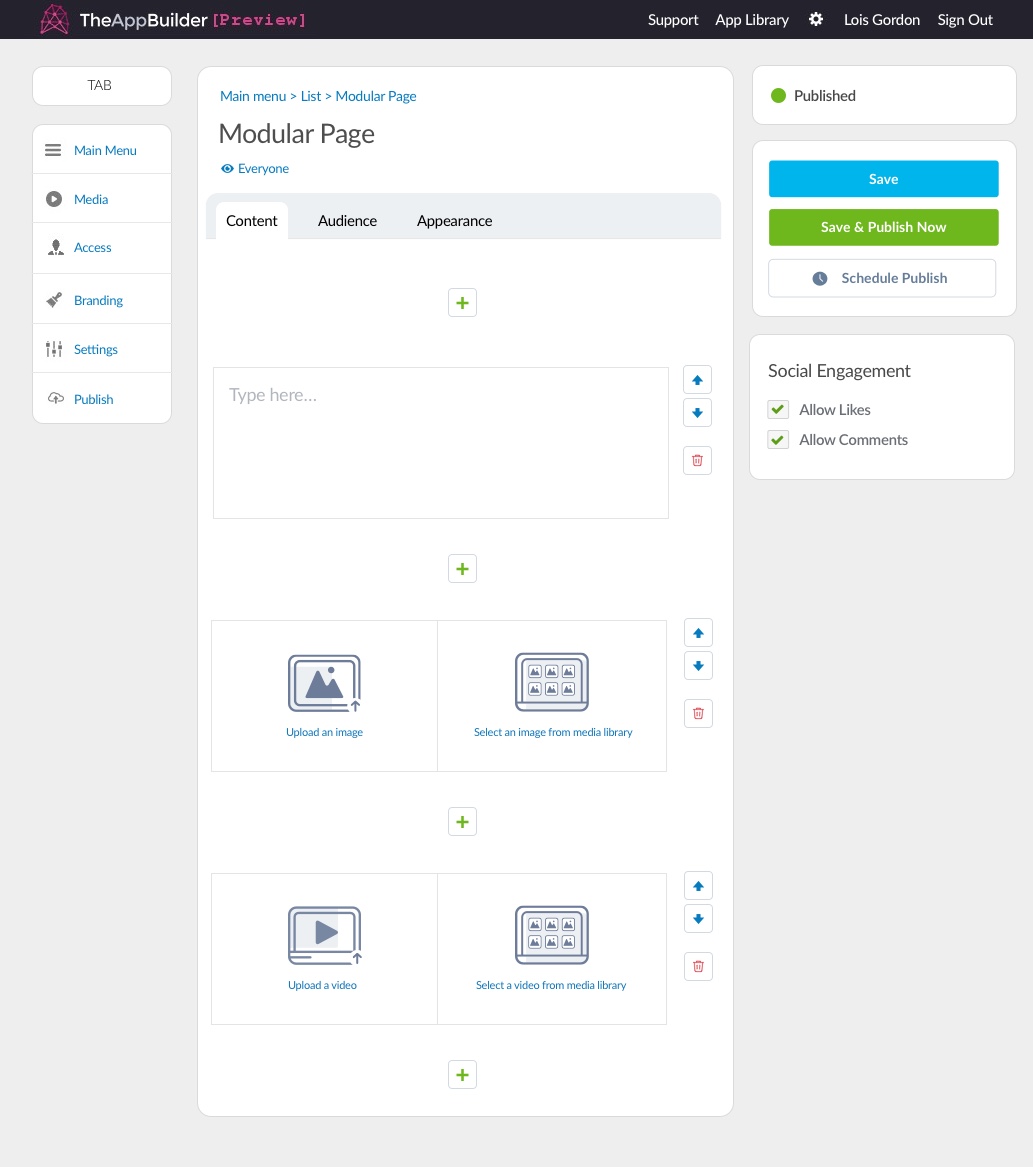 TheAppBuilder [Preview]
Support App Library Lois Gordon Sign Out
TAB
Main Menu
Media
Access
Branding
Settings
Publish
Main menu > List > Modular Page
Modular Page
Everyone
Content Audience Appearance
Type here...
Upload an image
Select an image from media library
Upload a video
Select a video from media library
Published
Save
Save & Publish Now
Schedule Publish
Social Engagement
Allow Likes
Allow Comments